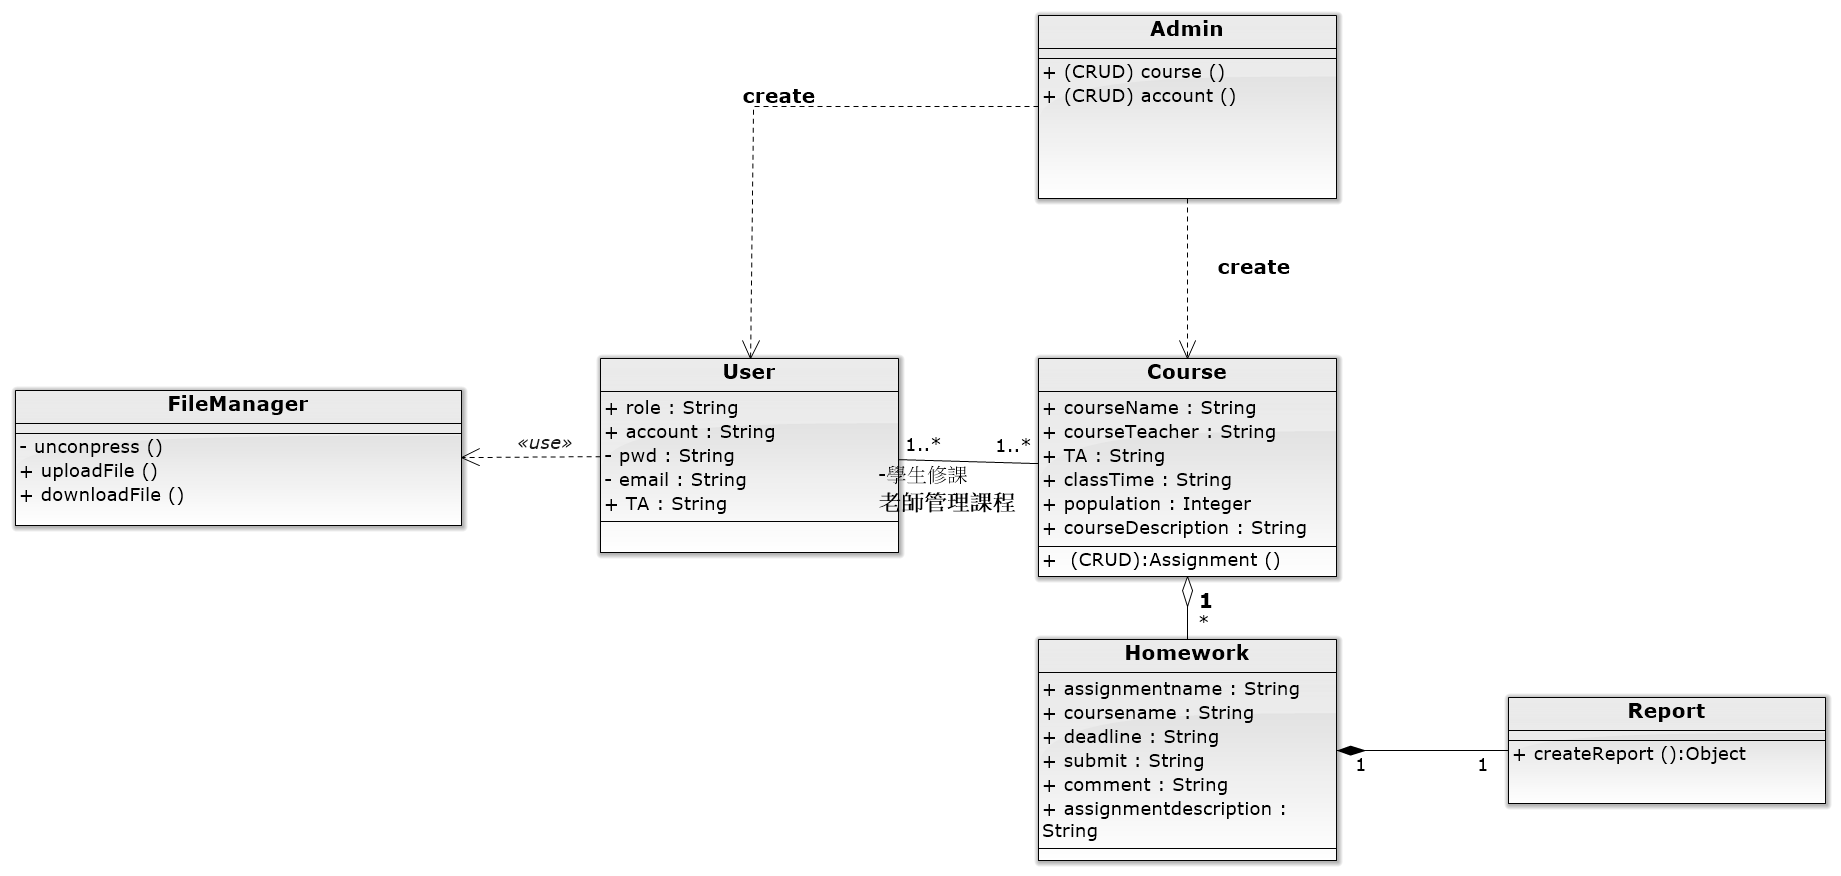 Admin
+ (CRUD) course ()
+ (CRUD) account ()
create
create
FileManager
- unconpress ()
+ uploadFile ()
+ downloadFile ()
«use»
User
+ role : String
+ account : String
- pwd : String
- email : String
+ TA : String
1..*
1..*
-學生修課
老師管理課程
Course
+ courseName : String
+ courseTeacher : String
+ TA : String
+ classTime : String
+ population : Integer
+ courseDescription : String
+ (CRUD):Assignment ()
1
*
Homework
+ assignmentname : String
+ coursename : String
+ deadline : String
+ submit : String
+ comment : String
+ assignmentdescription :
String
1
1
Report
+ createReport ():Object